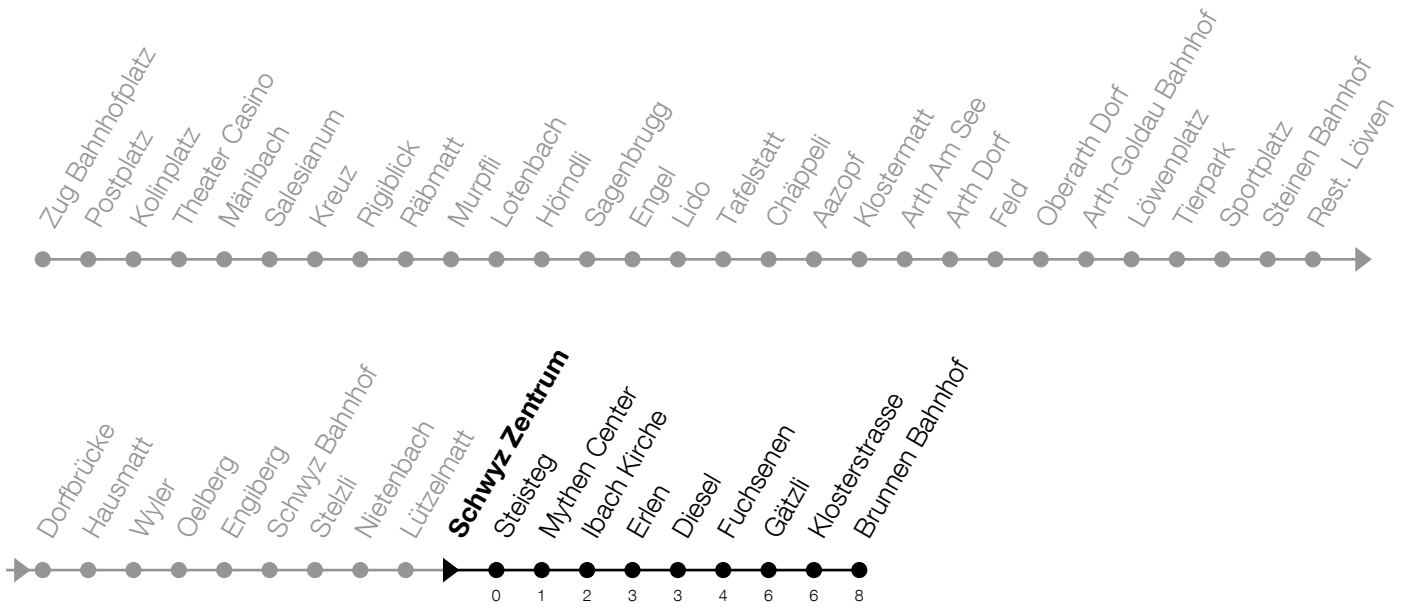 Zug Bahnhofplatz
Postplatz
Kolinplatz
Theater Casino
Mänibach
Salesianum
Kreuz
Rigiblick
Räbmatt
Murpfli
Lotenbach
Hörndli
Sagenbrugg
Engel
Lido
Tafelstatt
Chäppeli
Aazopf
Klostermatt
Arth Am See
Arth Dorf
Feld
Oberarth Dorf
Arth-Goldau Bahnhof
Löwenplatz
Tierpark
Sportplatz
Steinen Bahnhof
Rest. Löwen
Dorfbrücke
Hausmatt
Wyler
Oelberg
Engiberg
Schwyz Bahnhof
Stelzli
Nietenbach
Lützelmatt
Schwyz Zentrum
Steisteg
Mythen Center
Ibach Kirche
Erlen
Diesel
Fuchsenen
Gätzli
Klosterstrasse
Brunnen Bahnhof
0 1 2 3 3 4 6 6 8